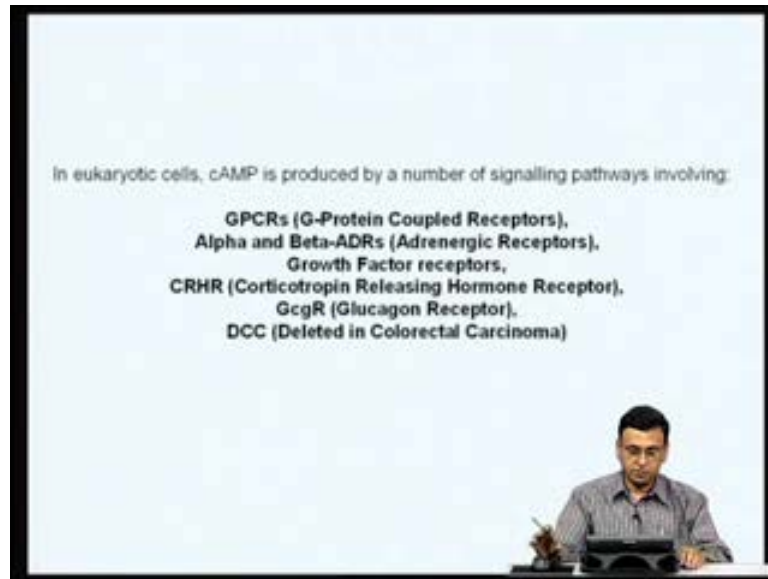 In eukaryotic cells, cAMP is produced by a number of signalling pathways involving:
GPCRs (G-Protein Coupled Receptors),
Alpha and Beta-ADRs (Adrenergic Receptors),
Growth Factor receptors,
CRHR (Corticotropin Releasing Hormone Receptor),
GcgR (Glucagon Receptor),
DCC (Deleted in Colorectal Carcinoma)